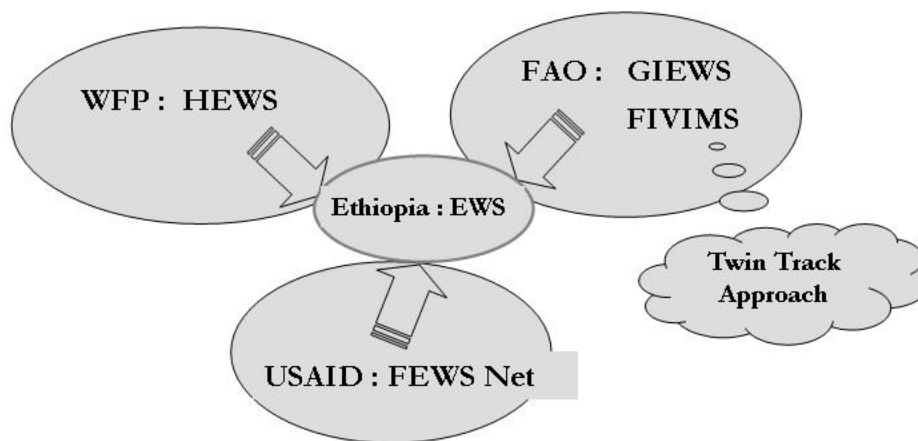 WFP : HEWS
FAO : GIEWS
FIVIMS
Ethiopia : EWS
Twin Track
Approach
USAID : FEWS Net